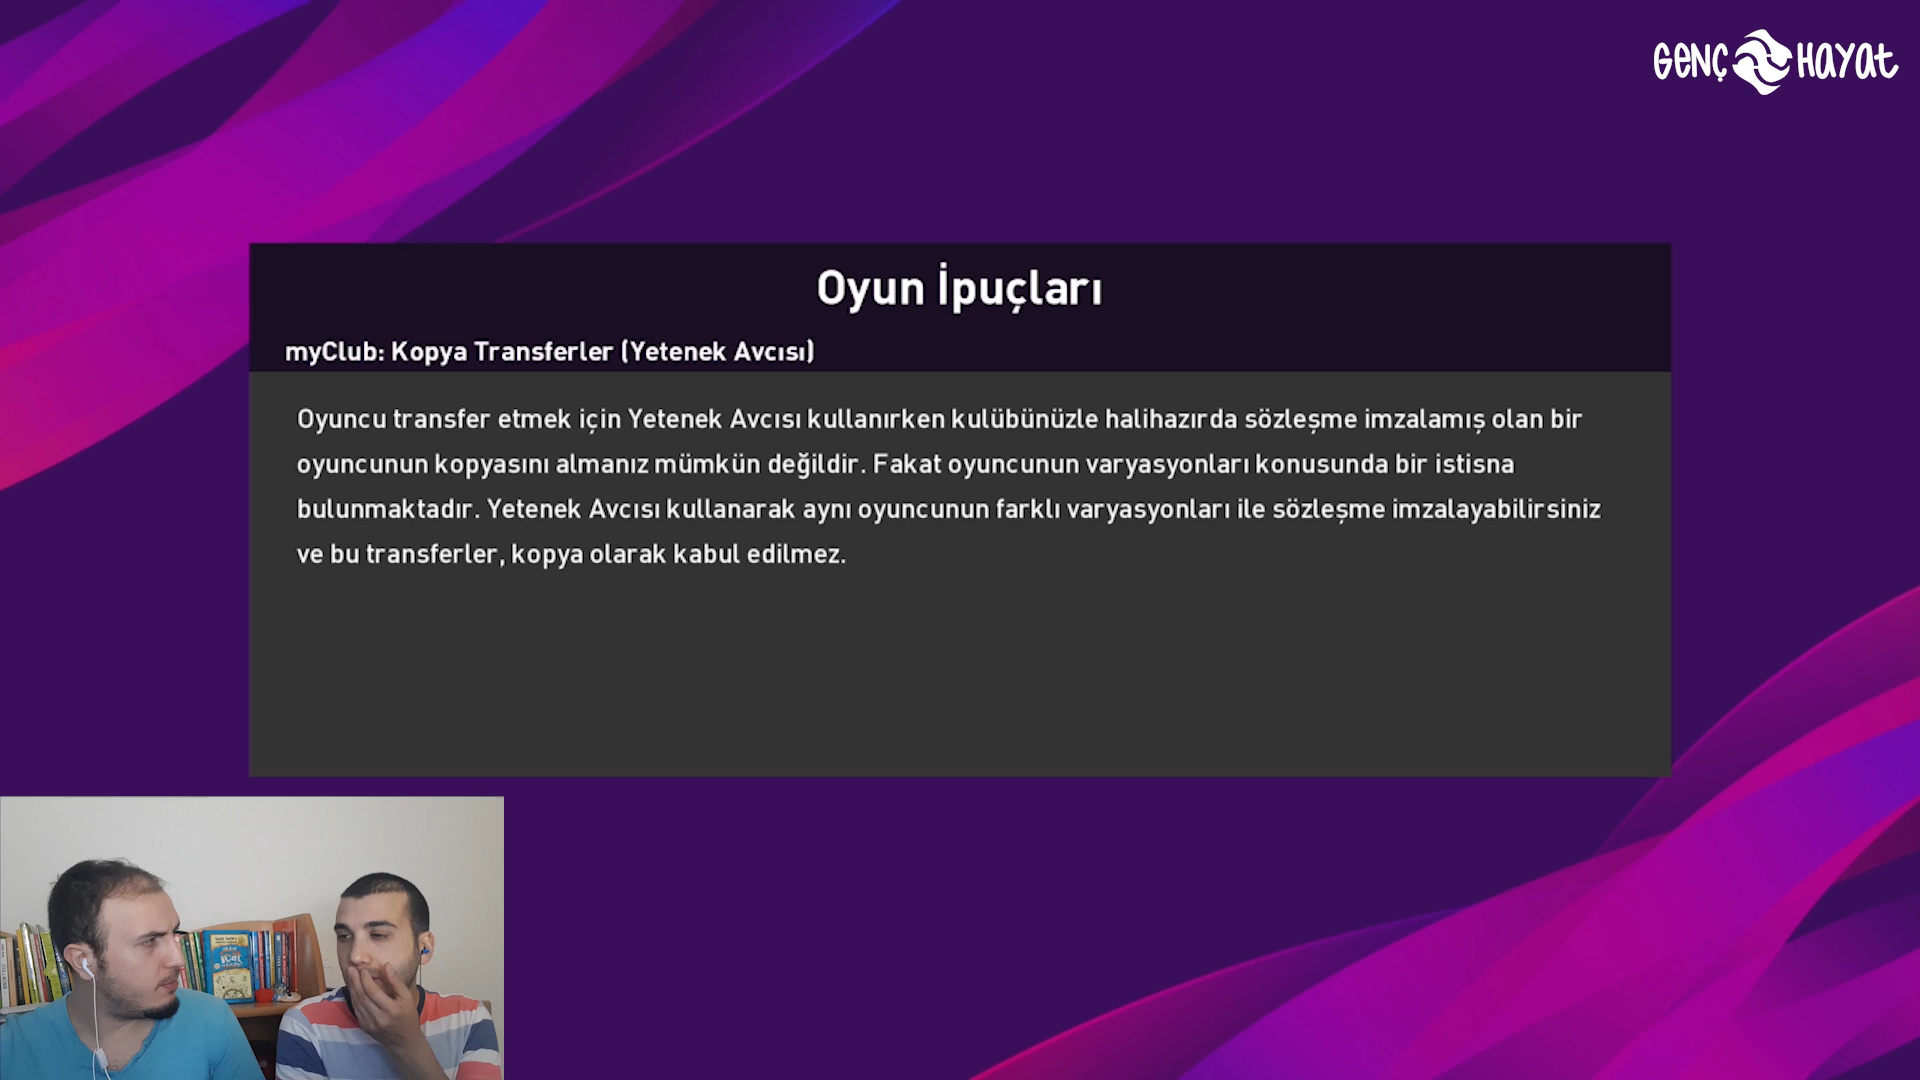 GENÇ HAYAT
Oyun İpuçları
myClub: Kopya Transferler (Yetenek Avcısı)
Oyuncu transfer etmek için Yetenek Avcısı kullanırken kulübünüzle halihazırda sözleşme imzalamış olan bir
oyuncunun kopyasını almanız mümkün değildir. Fakat oyuncunun varyasyonları konusunda bir istisna
bulunmaktadır. Yetenek Avcısı kullanarak aynı oyuncunun farklı varyasyonları ile sözleşme imzalayabilirsiniz
ve bu transferler, kopya olarak kabul edilmez.